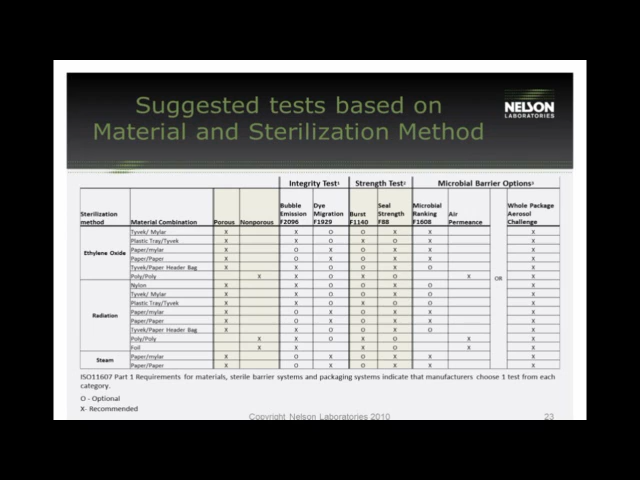 Suggested tests based on
Material and Sterilization Method
NELSON
LABORATORIES
Integrity Test¹ Strength Test² Microbial Barrier Options³
Sterilization method Material Combination Porous Nonporous Bubble Emission F2096 Dye Migration F1929 Burst F1140 Seal Strength F88 Microbial Ranking F1608 Air Permeance Whole Package Aerosol Challenge
Ethylene Oxide
Tyvek/ Mylar X X O O X X X
Plastic Tray/Tyvek X X O X O X X
Paper/mylar X O X O X X X
Paper/Paper X O X O X X X
Tyvek/Paper Header Bag X X O O X O X
Poly/Poly X X O X O X X
OR
Radiation
Nylon X X O O X O X
Tyvek/ Mylar X X O O X O X
Plastic Tray/Tyvek X X O X O O X
Paper/mylar X O X O X X X
Paper/Paper X O X O X X X
Tyvek/Paper Header Bag X X O O X O X
Poly/Poly X X O X O X X
Foil X X X O X X
Steam
Paper/mylar X O X O X X X
Paper/Paper X O X O X X X
ISO11607 Part 1 Requirements for materials, sterile barrier systems and packaging systems indicate that manufacturers choose 1 test from each
category.
O - Optional
X- Recommended
Copyright Nelson Laboratories 2010
23